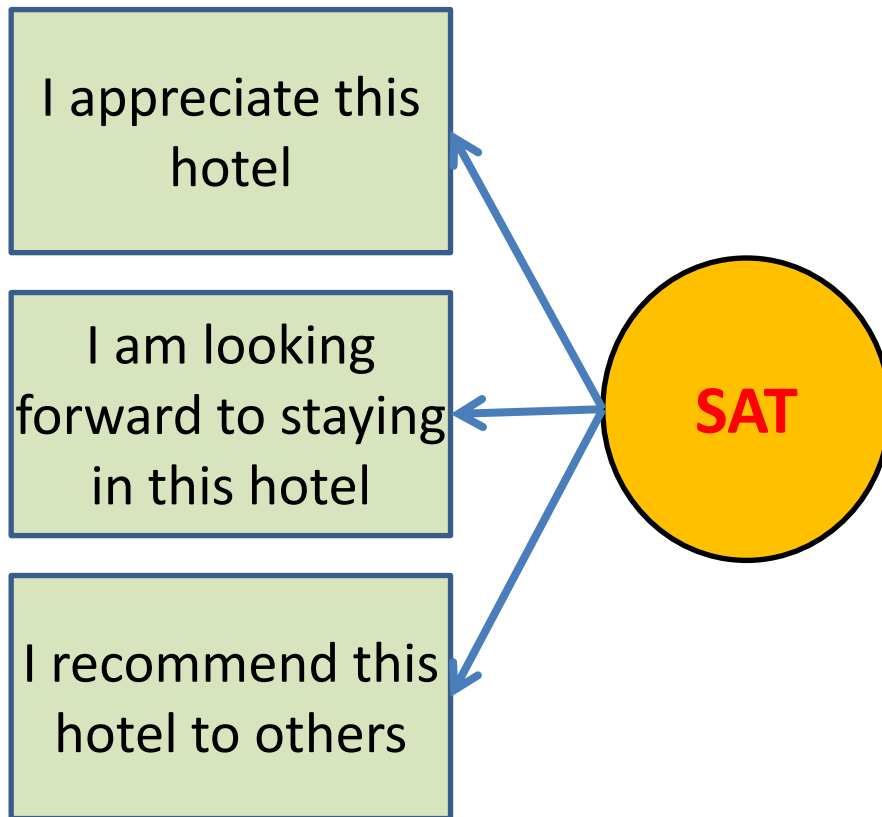 I appreciate this
hotel
I am looking
forward to staying
in this hotel
SAT
I recommend this
hotel to others